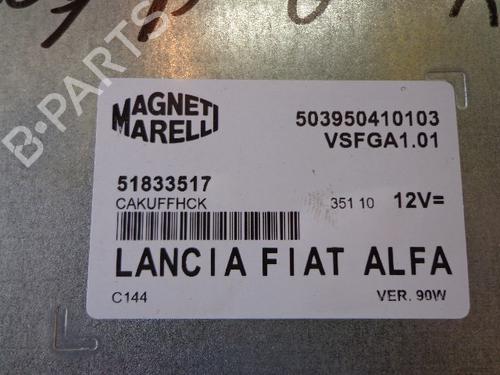 B-PARTS
MAGNETI
MARELLI
503950410103
VSFGA1.01
51833517
CAKUFFHCK
351 10 12V=
LANCIA FIAT ALFA
C144
VER. 90W